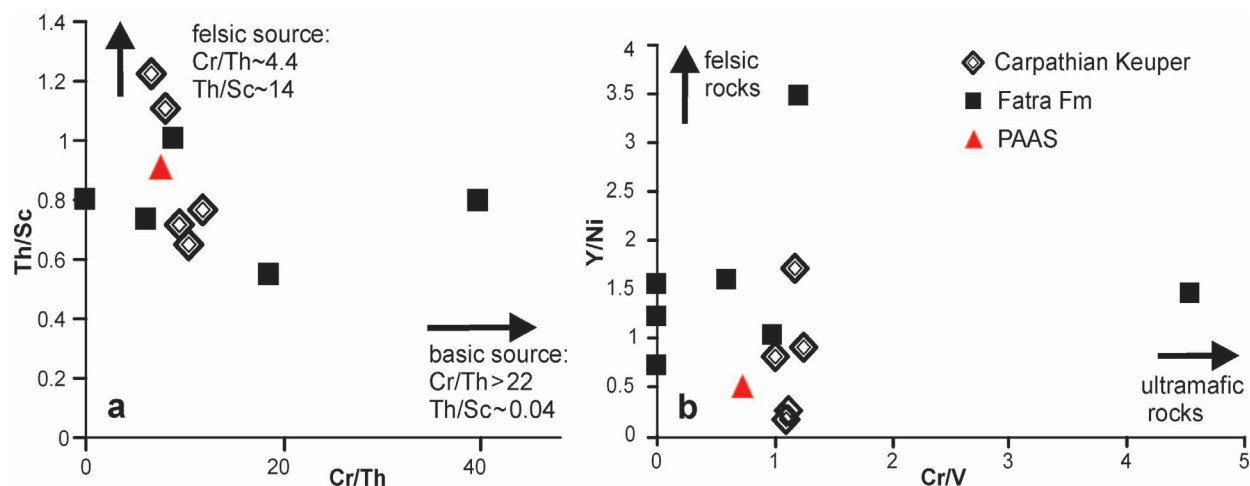 1.4
1.2
1
0.8
0.6
0.4
0.2
0
Th/Sc
felsic source:
Cr/Th~4.4
Th/Sc~14
basic source:
Cr/Th>22
Th/Sc~0.04
a
0
20
40
Cr/Th
4
3.5
3
2.5
2
1.5
1
0.5
0
Y/Ni
felsic
rocks
Carpathian Keuper
Fatra Fm
PAAS
ultramafic
rocks
b
0
1
2
3
4
5
Cr/V